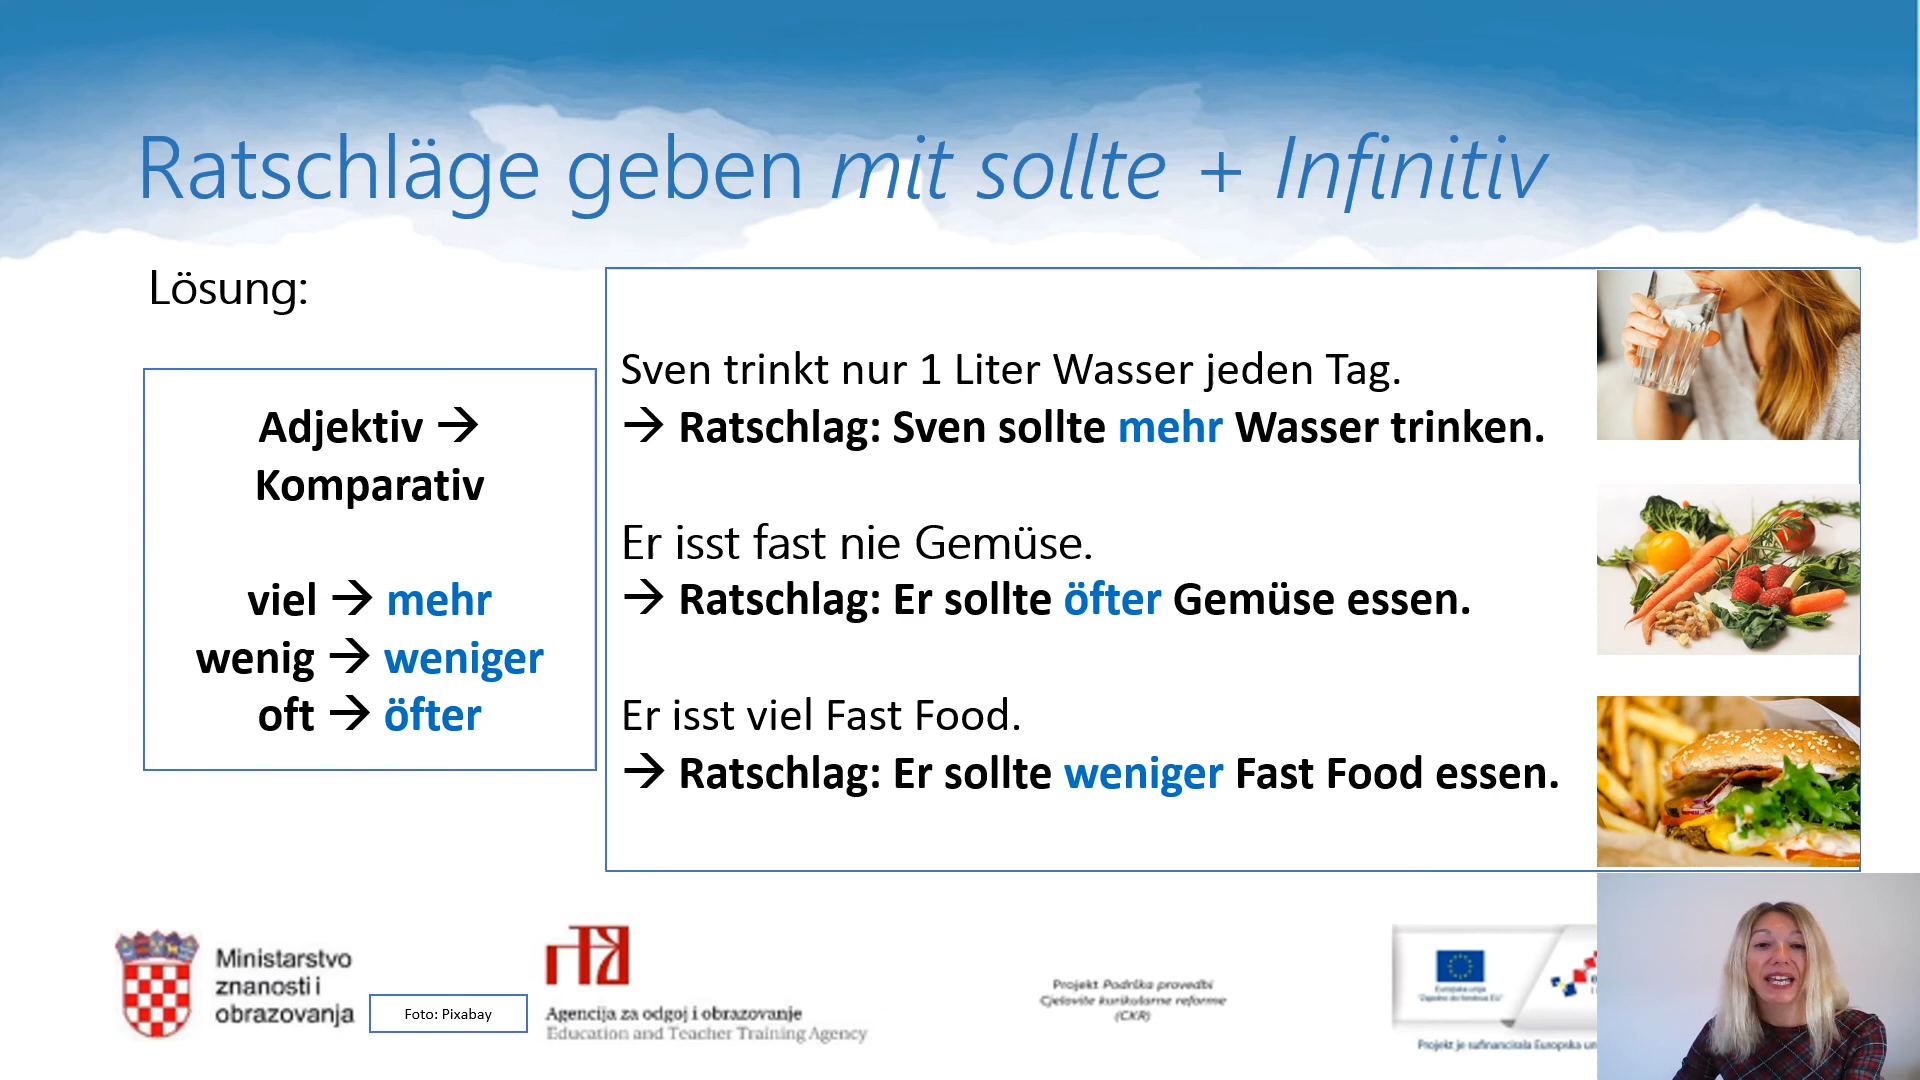 Ratschläge geben mit sollte + Infinitiv
Lösung:
Adjektiv →
Komparativ
viel → mehr
wenig → weniger
oft → öfter
Sven trinkt nur 1 Liter Wasser jeden Tag.
→ Ratschlag: Sven sollte mehr Wasser trinken.
Er isst fast nie Gemüse.
→ Ratschlag: Er sollte öfter Gemüse essen.
Er isst viel Fast Food.
→ Ratschlag: Er sollte weniger Fast Food essen.
Ministarstvo
znanosti i
obrazovanja
Foto: Pixabay
Agencija za odgoj i obrazovanje
Education and Teacher Training Agency
Projekt Podrška provedbi
Cjelovite kurikularne reforme
(CKR)
Europska unija
Projekt je sufinancirala Europska